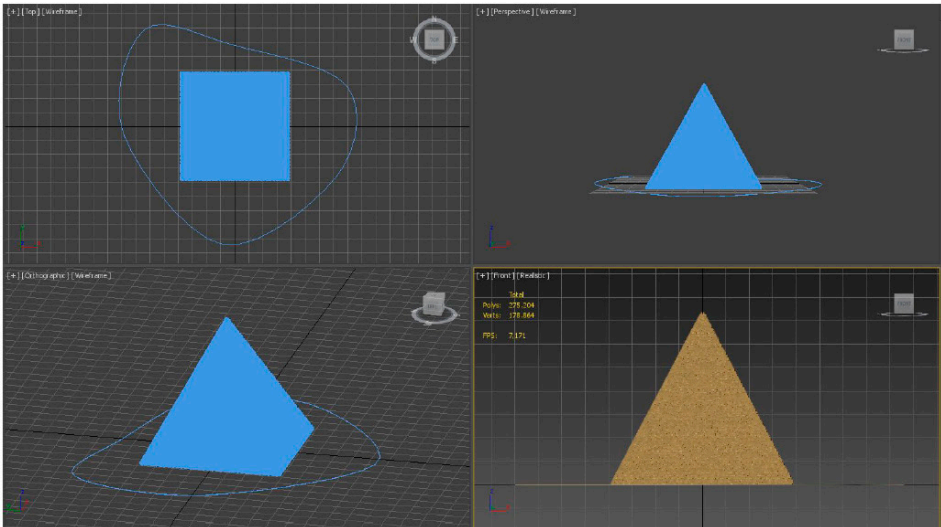 [+] [Top] [Wireframe]
N
W
E
[+] [Perspective] [Wireframe]
[+] [Orthographic] [Wireframe]
[+] [Front] [Realistic]
Total
Polys: 275.204
Verts: 178.864
FPS: 7,171